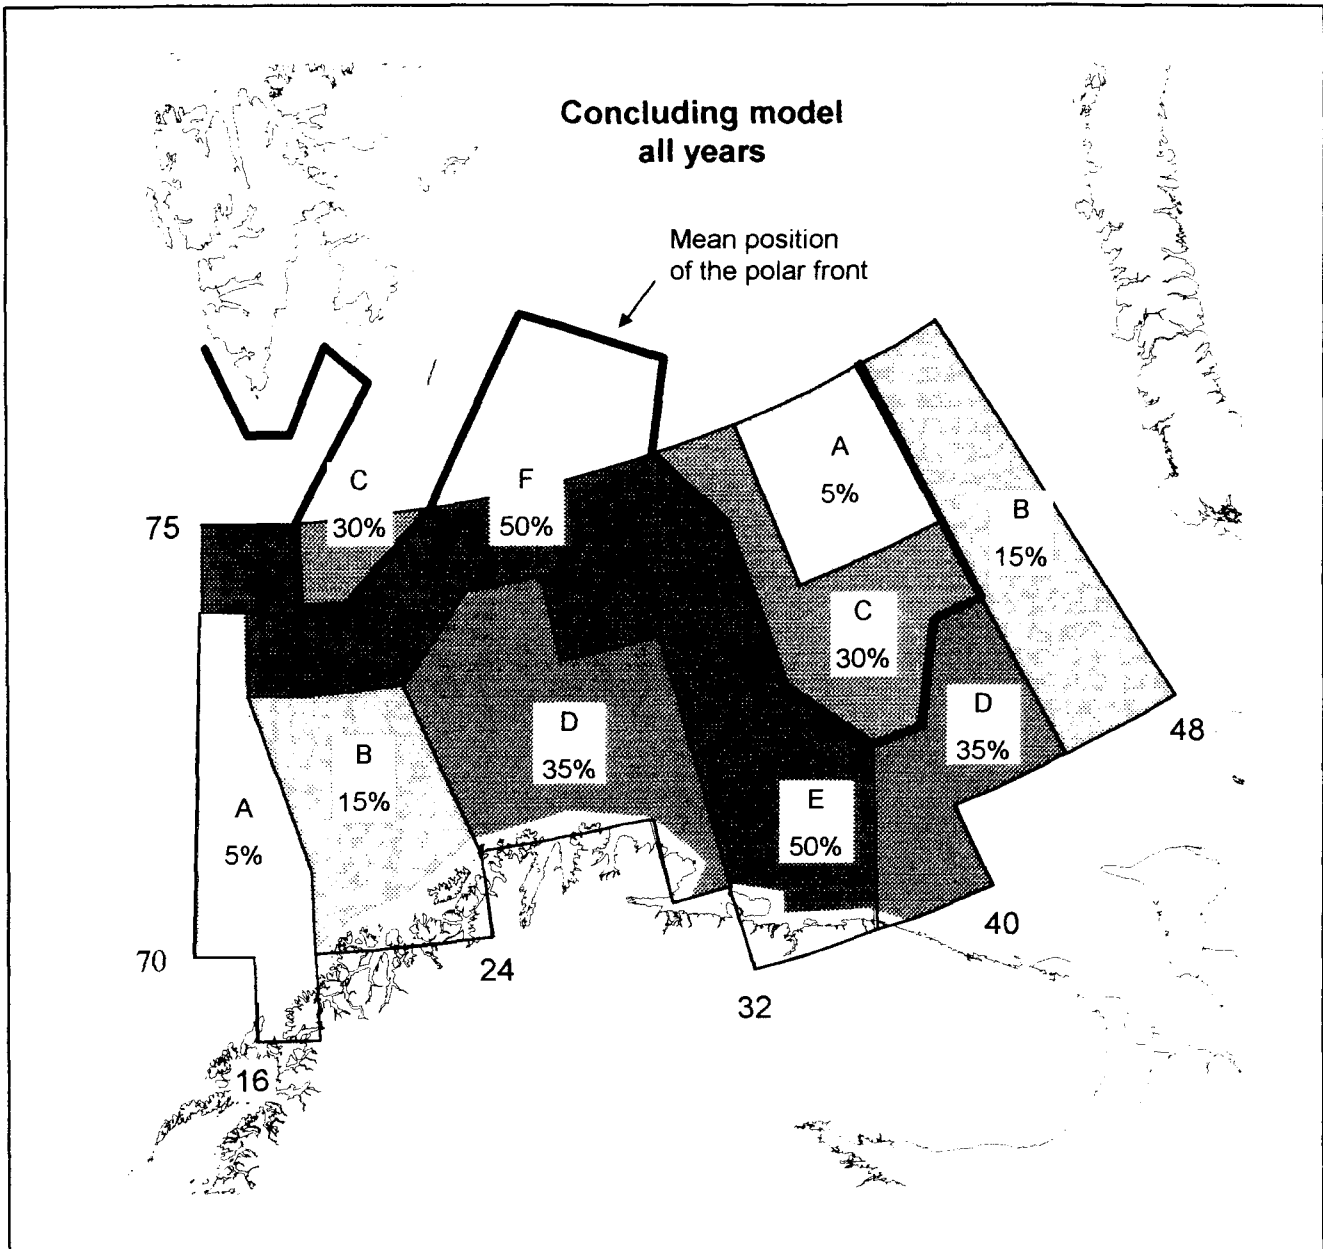 Concluding model
all years
Mean position
of the polar front
A
5%
C
30%
F
50%
B
15%
75
C
30%
D
35%
D
35%
B
15%
A
5%
E
50%
48
70
24
40
32
16